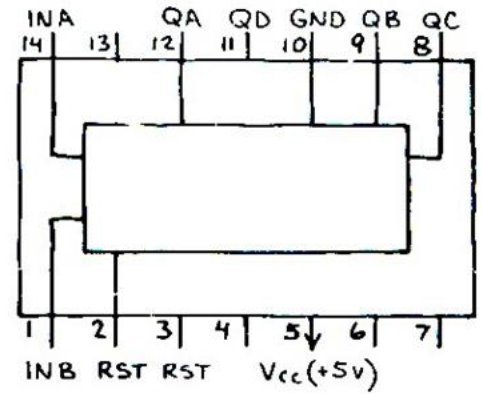 INA QA QD GND QB QC
14 13 12 11 10 9 8
1 2 3 4 5 6 7
INB RST RST Vcc(+5v)